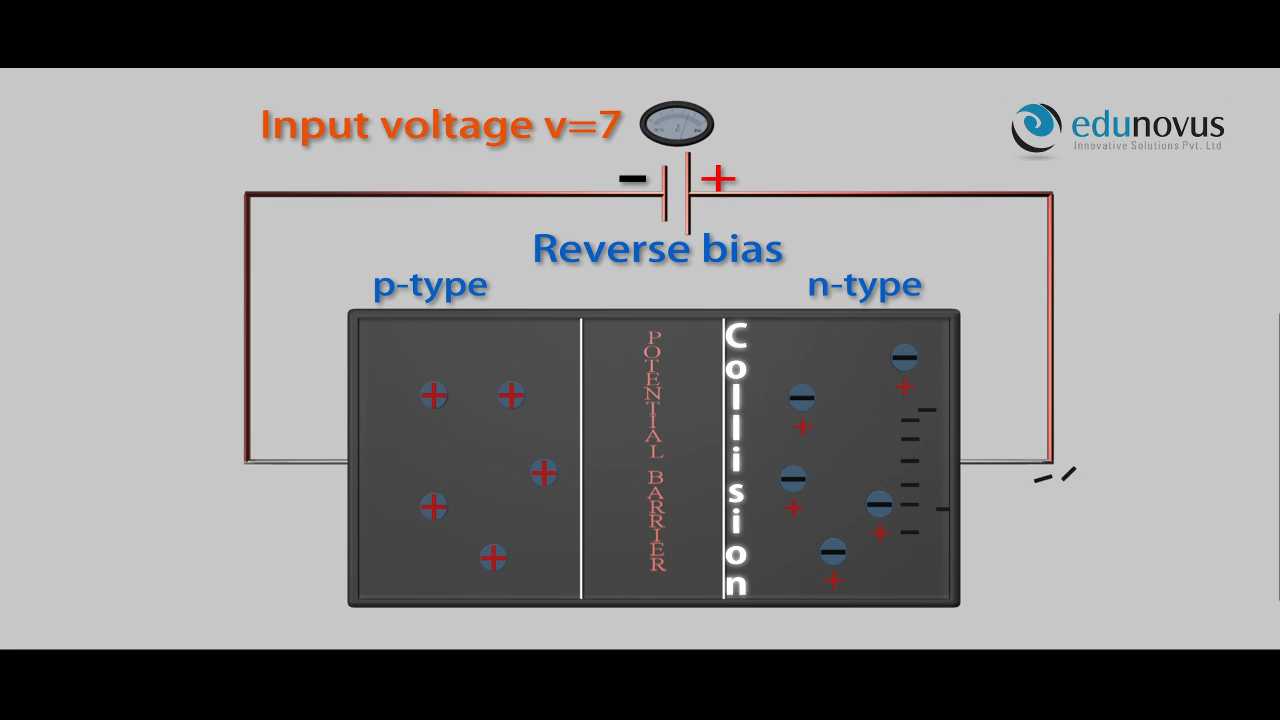 Input voltage v=7
edunovus
Innovative Solutions Pvt. Ltd
- +
Reverse bias
p-type
n-type
POTENTIAL BARRIER
Collision